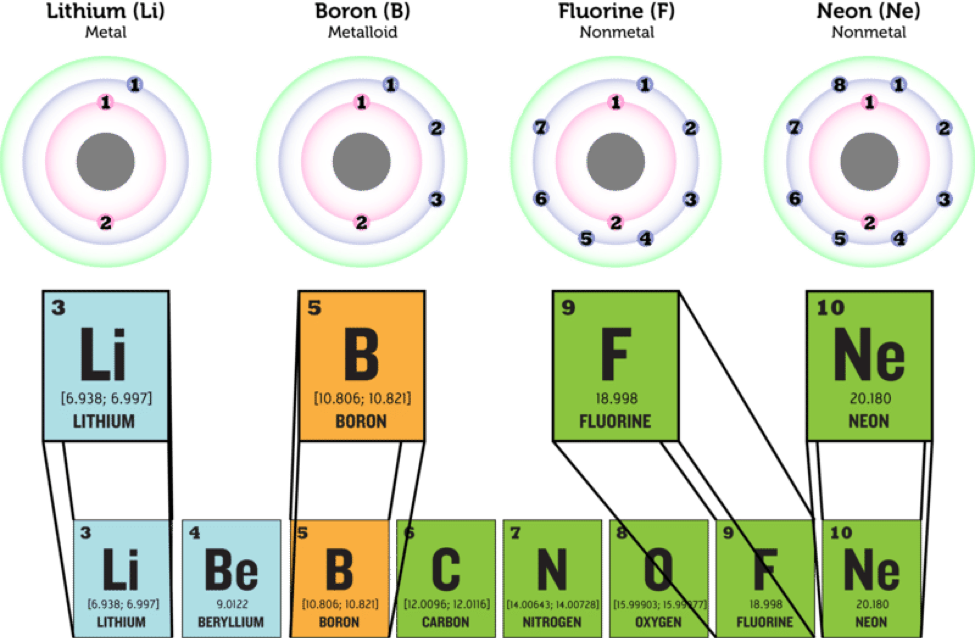 Lithium (Li) Boron (B) Fluorine (F) Neon (Ne)
Metal Metalloid Nonmetal Nonmetal
1 1 1 8 1
1 1 1 1
2 7 2 7 2
3 6 3 6 3
2 2 2 2
5 4 5 4
3 5 9 10
Li B F Ne
[6.938; 6.997] [10.806; 10.821] 18.998 20.180
LITHIUM BORON FLUORINE NEON
3 4 5 6 7 8 9 10
Li Be B C N O F Ne
[6.938; 6.997] 9.0122 [10.806; 10.821] [12.0096; 12.0116] [14.00643; 14.00728] [15.99903; 15.99977] 18.998 20.180
LITHIUM BERYLLIUM BORON CARBON NITROGEN OXYGEN FLUORINE NEON